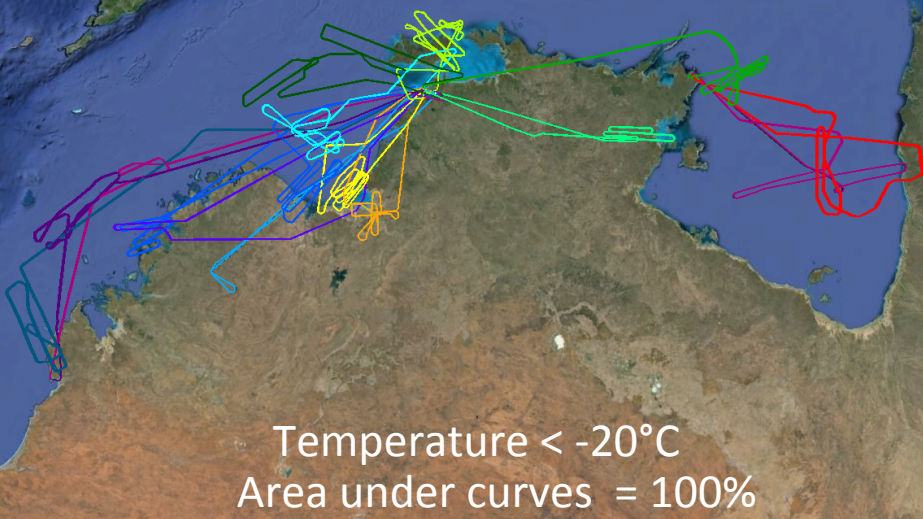 Temperature < -20°C
Area under curves = 100%